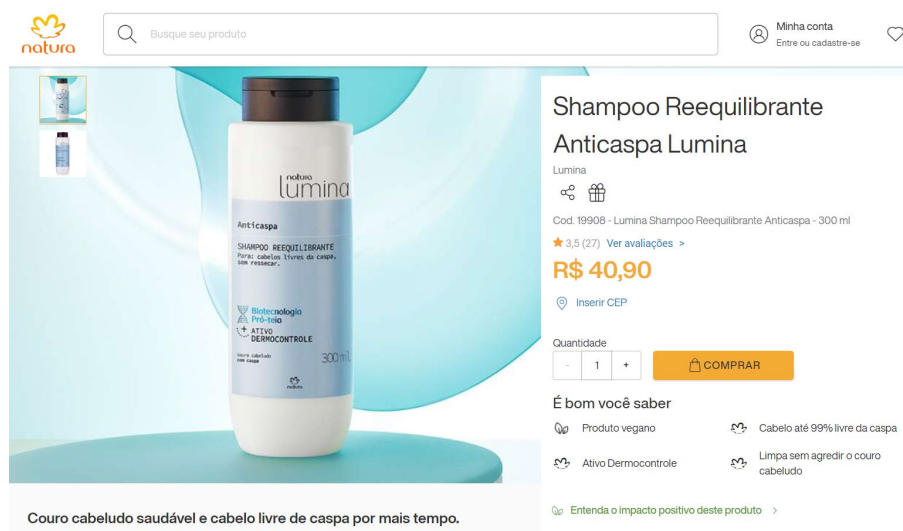 natura
Busque seu produto
Minha conta
Entre ou cadastre-se
natura
lumina
Anticaspa
SHAMPOO REEQUILIBRANTE
Para: cabelos livres da caspa,
sem ressecar.
Biotecnologia
Pró-teia
+ ATIVO
DERMOCONTROLE
couro cabeludo
com caspa
300 ml
natura
Shampoo Reequilibrante
Anticaspa Lumina
Lumina
Cod. 19908 - Lumina Shampoo Reequilibrante Anticaspa - 300 ml
3,5 (27) Ver avaliações >
R$ 40,90
Inserir CEP
Quantidade
- 1 + COMPRAR
É bom você saber
Produto vegano
Cabelo até 99% livre da caspa
Ativo Dermocontrole
Limpa sem agredir o couro
cabeludo
Entenda o impacto positivo deste produto >
Couro cabeludo saudável e cabelo livre de caspa por mais tempo.